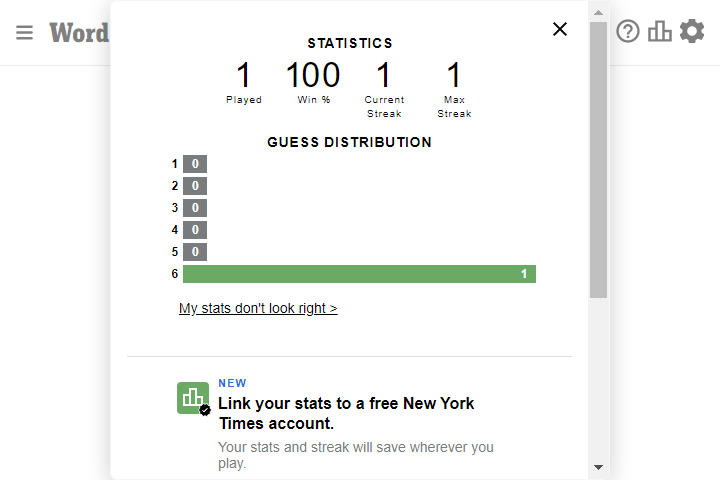 Word
STATISTICS
1 100 1 1
Played Win % Current Streak Max Streak
GUESS DISTRIBUTION
1 0
2 0
3 0
4 0
5 0
6 1
My stats don't look right >
NEW
Link your stats to a free New York
Times account.
Your stats and streak will save wherever you
play.